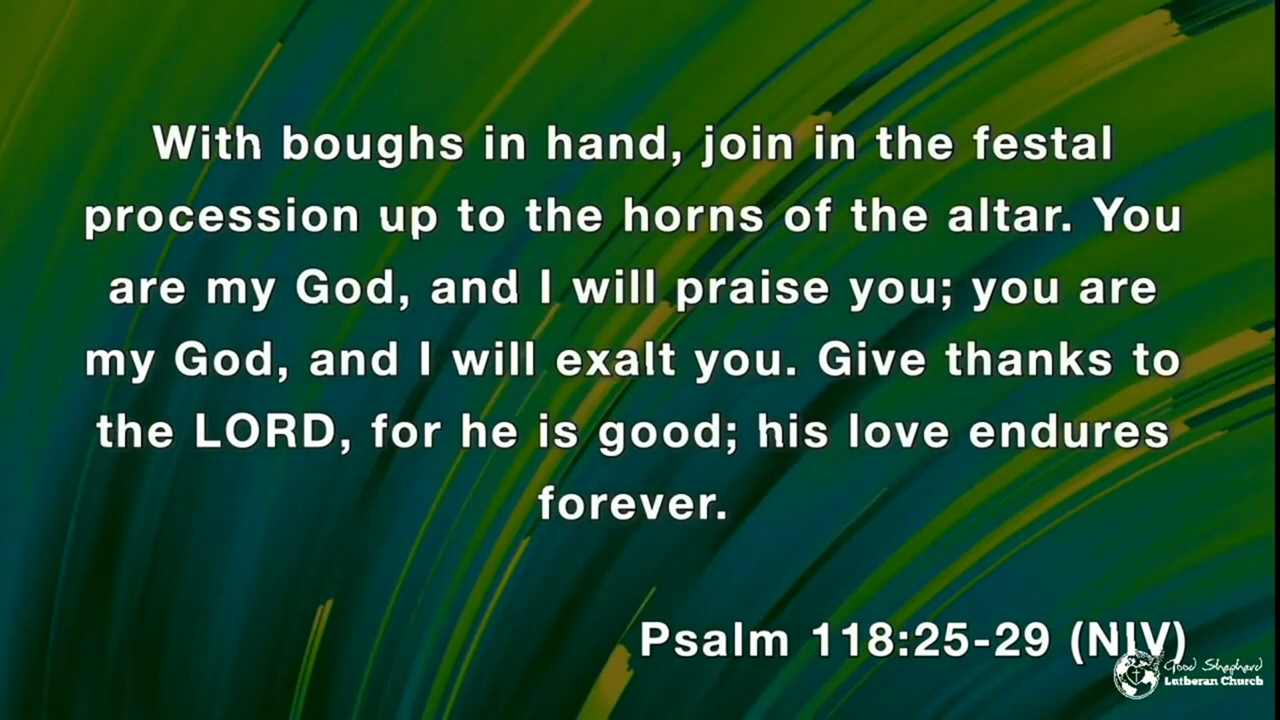 With boughs in hand, join in the festal
procession up to the horns of the altar. You
are my God, and I will praise you; you are
my God, and I will exalt you. Give thanks to
the LORD, for he is good; his love endures
forever.
Psalm 118:25-29 (NIV)
Good Shepherd
Lutheran Church